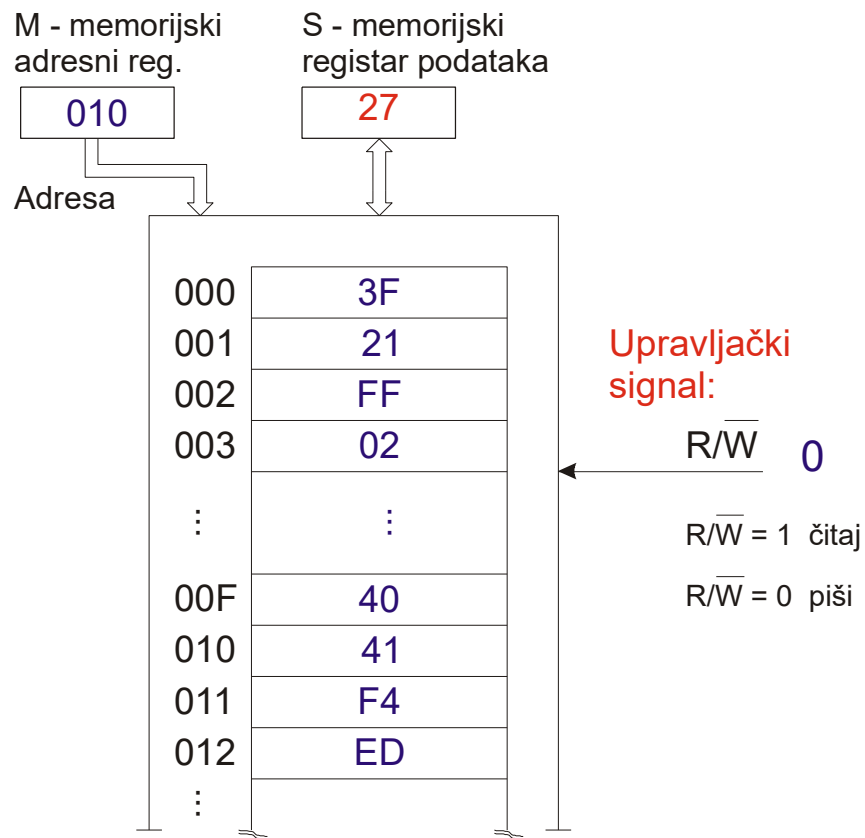 M - memorijski
adresni reg.
S - memorijski
registar podataka
010
27
Adresa
000 3F
001 21
002 FF
003 02
⋮ ⋮
00F 40
010 41
011 F4
012 ED
⋮
Upravljački
signal:
R/W̅ 0
R/W̅ = 1 čitaj
R/W̅ = 0 piši